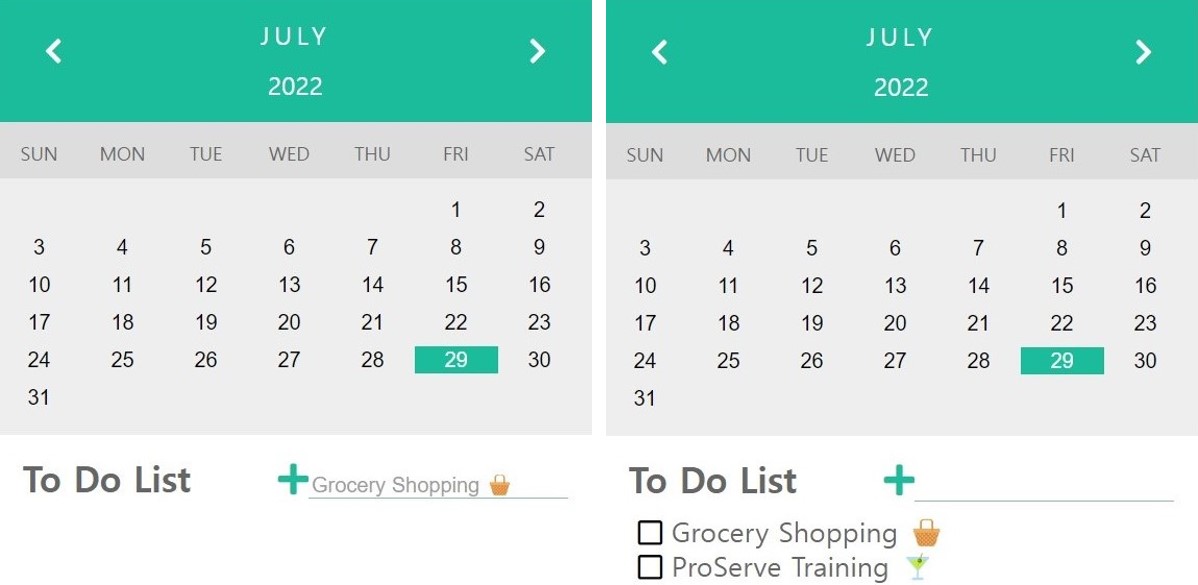 JULY
2022
SUN MON TUE WED THU FRI SAT
1 2
3 4 5 6 7 8 9
10 11 12 13 14 15 16
17 18 19 20 21 22 23
24 25 26 27 28 29 30
31
To Do List
Grocery Shopping 🧺
JULY
2022
SUN MON TUE WED THU FRI SAT
1 2
3 4 5 6 7 8 9
10 11 12 13 14 15 16
17 18 19 20 21 22 23
24 25 26 27 28 29 30
31
To Do List
Grocery Shopping 🧺
ProServe Training 🍸